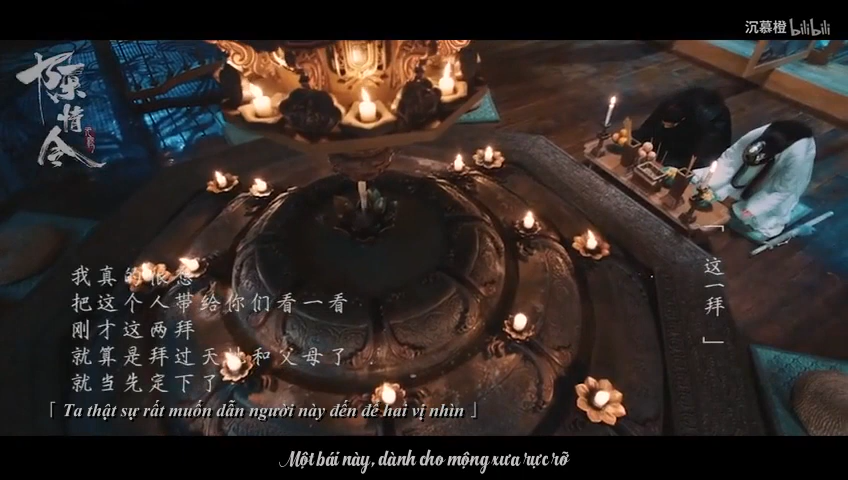 沉慕橙 bilibili
陈情令
我真的很想
把这个人带给你们看一看
刚才这两拜
就算是拜过天地和父母了
就当先定下了
「这一拜」
「 Ta thật sự rất muốn dẫn người này đến để hai vị nhìn 」
Một bái này, dành cho mộng xưa rực rỡ